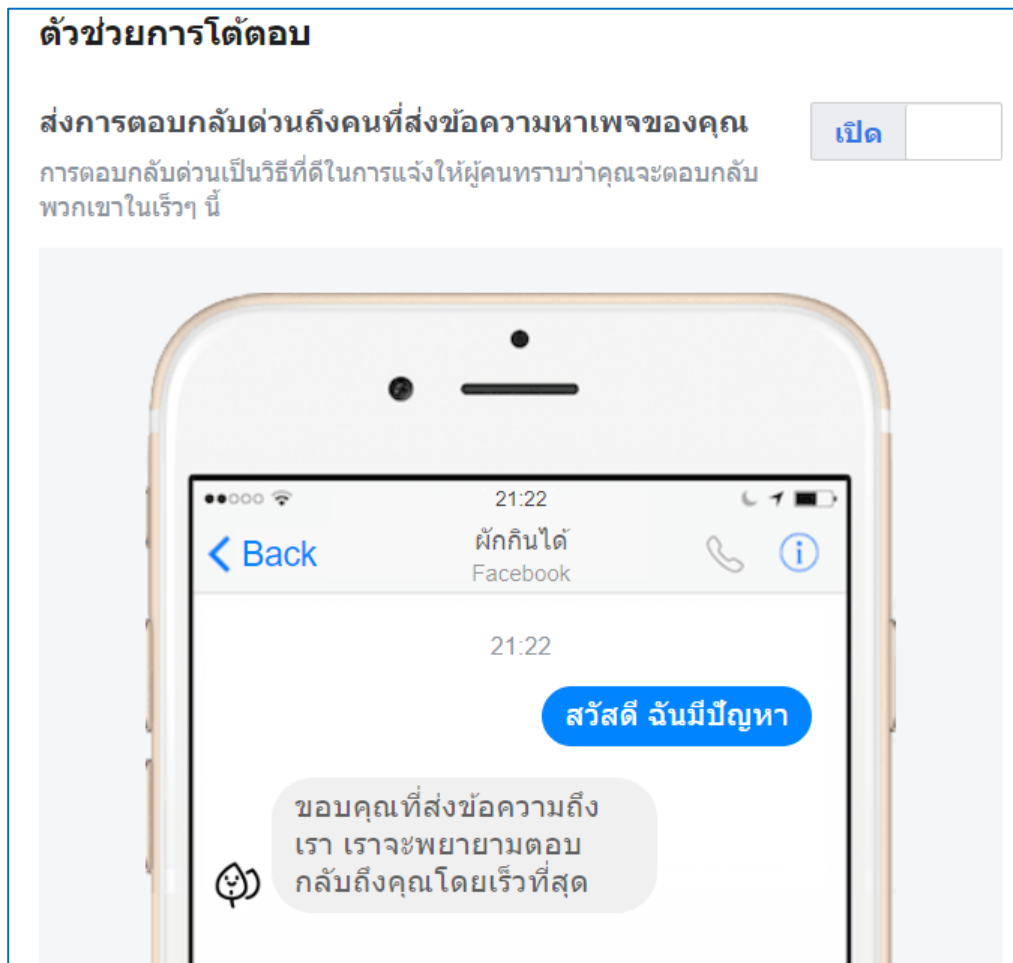 ตัวช่วยการโต้ตอบ
ส่งการตอบกลับด่วนถึงคนที่ส่งข้อความหาเพจของคุณ
เปิด
การตอบกลับด่วนเป็นวิธีที่ดีในการแจ้งให้ผู้คนทราบว่าคุณจะตอบกลับ
พวกเขาในเร็วๆ นี้
21:22
Back
ผักกินได้
Facebook
21:22
สวัสดี ฉันมีปัญหา
ขอบคุณที่ส่งข้อความถึง
เรา เราจะพยายามตอบ
กลับถึงคุณโดยเร็วที่สุด